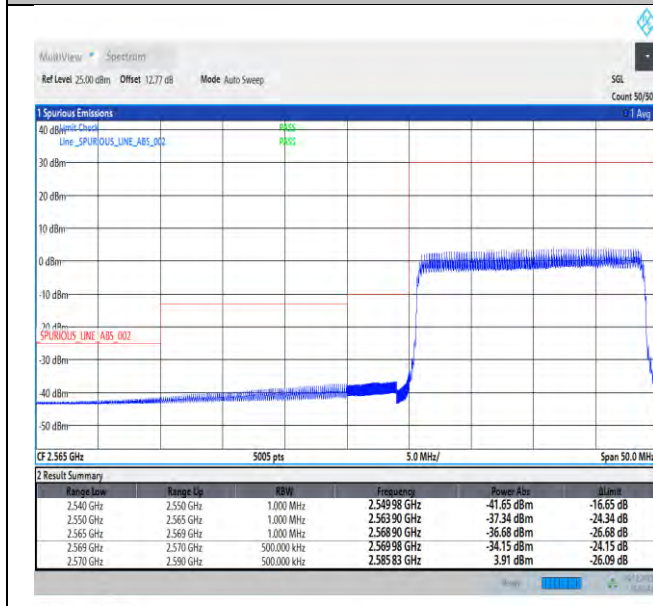 MultiView Spectrum
Ref Level 25.00 dBm Offset 12.77 dB Mode Auto Sweep SGL
Count 50/50
1 Spurious Emissions 1 Avg
40 dBm Limit Check PASS
Line _SPURIOUS_LINE_ABS_002 PASS
30 dBm
20 dBm
10 dBm
0 dBm
-10 dBm
-20 dBm
_SPURIOUS_LINE_ABS_002
-30 dBm
-40 dBm
-50 dBm
CF 2.565 GHz 5005 pts 5.0 MHz/ Span 50.0 MHz
2 Result Summary
Range Low Range Up RBW Frequency Power Abs ΔLimit
2.540 GHz 2.550 GHz 1.000 MHz 2.549 98 GHz -41.65 dBm -16.65 dB
2.550 GHz 2.565 GHz 1.000 MHz 2.563 90 GHz -37.34 dBm -24.34 dB
2.565 GHz 2.569 GHz 1.000 MHz 2.568 90 GHz -36.68 dBm -26.68 dB
2.569 GHz 2.570 GHz 500.000 kHz 2.569 98 GHz -34.15 dBm -24.15 dB
2.570 GHz 2.590 GHz 500.000 kHz 2.585 83 GHz 3.91 dBm -26.09 dB